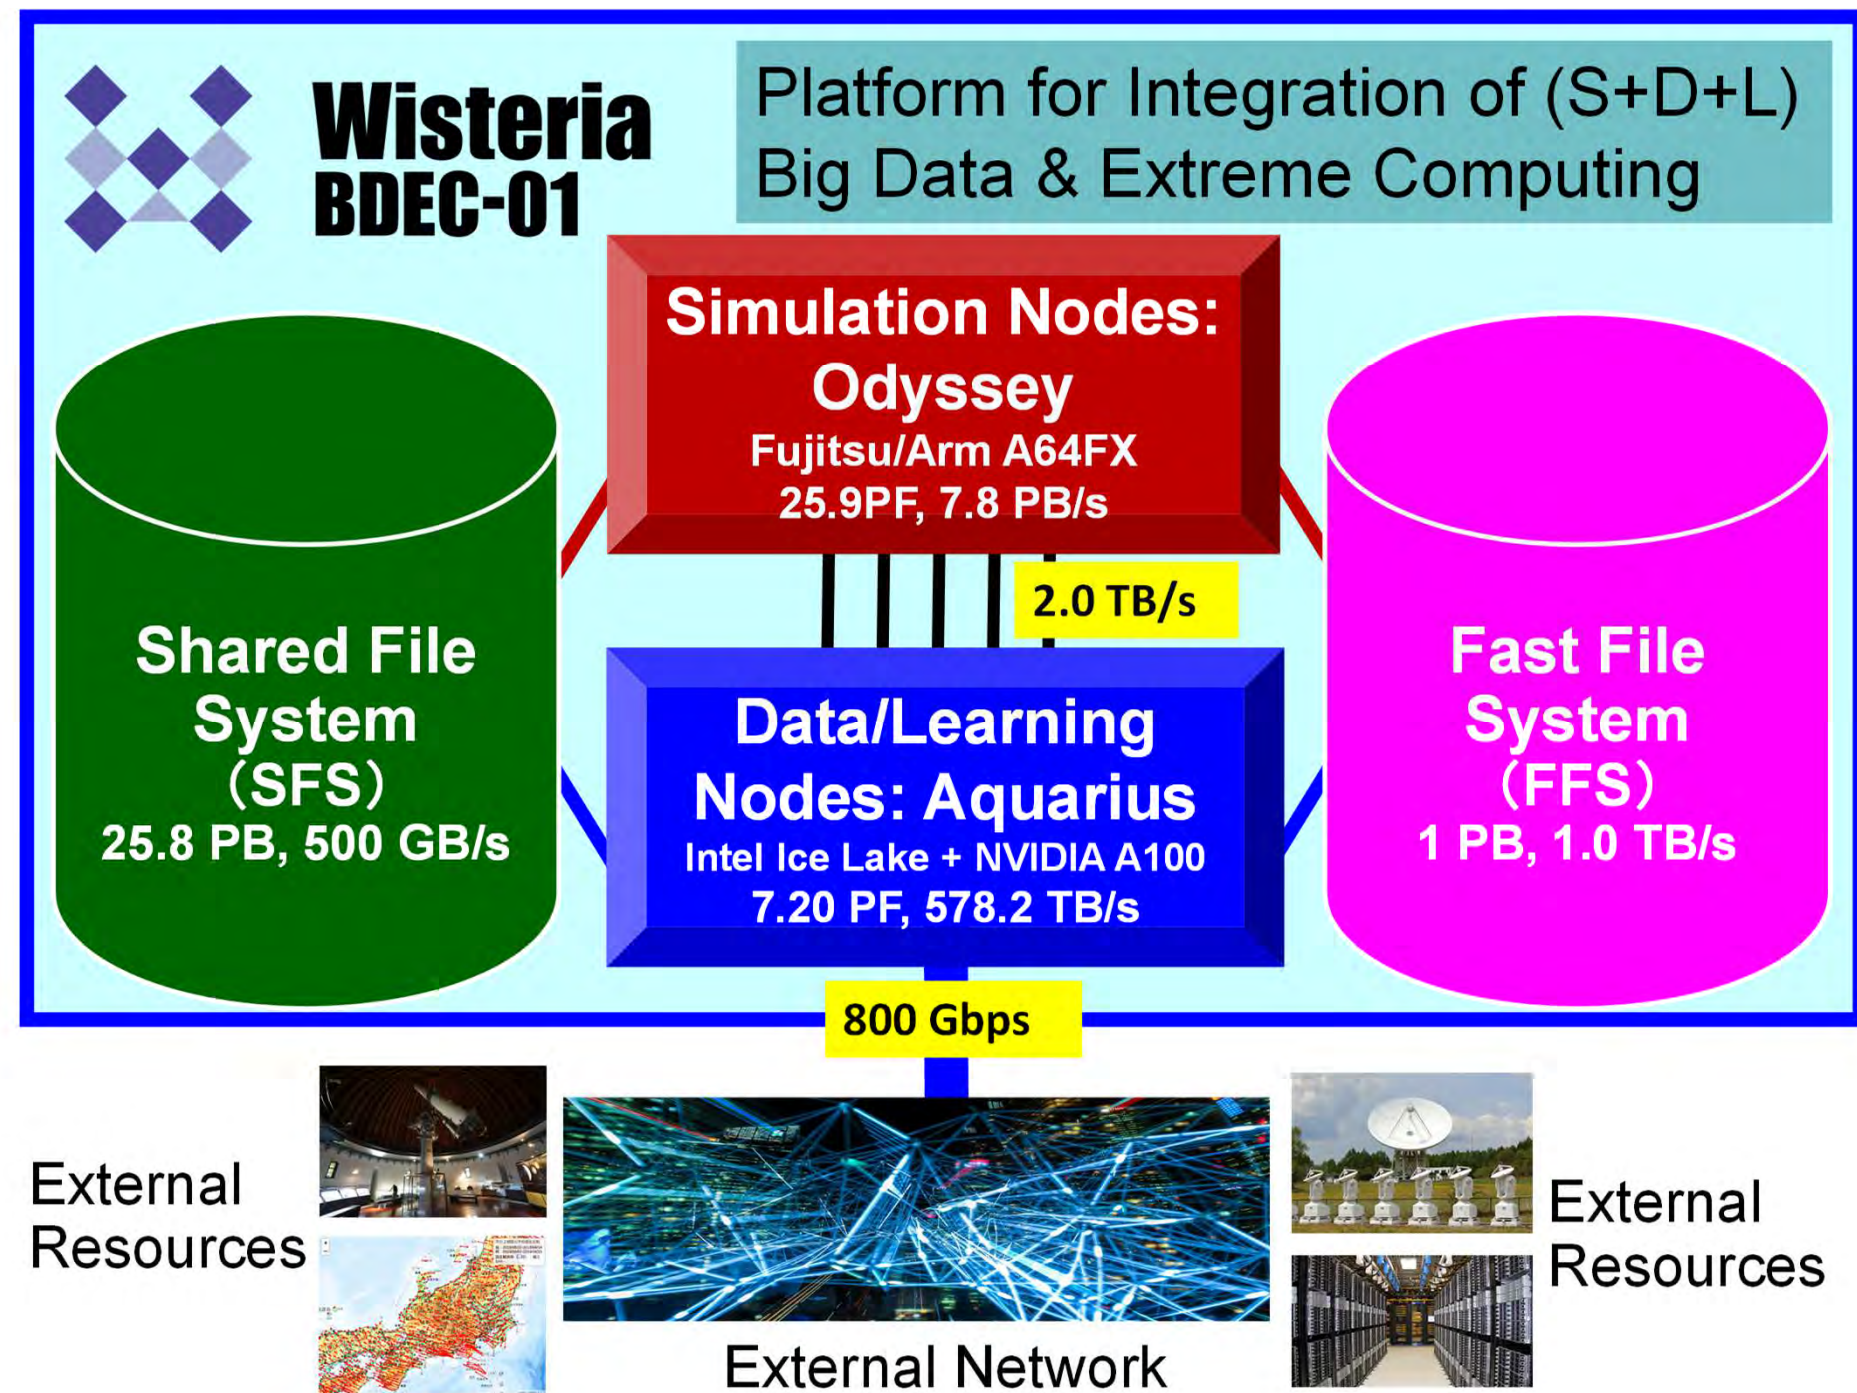 Wisteria
BDEC-01
Platform for Integration of (S+D+L)
Big Data & Extreme Computing
Simulation Nodes:
Odyssey
Fujitsu/Arm A64FX
25.9PF, 7.8 PB/s
2.0 TB/s
Shared File
System
（SFS）
25.8 PB, 500 GB/s
Data/Learning
Nodes: Aquarius
Intel Ice Lake + NVIDIA A100
7.20 PF, 578.2 TB/s
Fast File
System
（FFS）
1 PB, 1.0 TB/s
800 Gbps
External
Resources
External Network
External
Resources